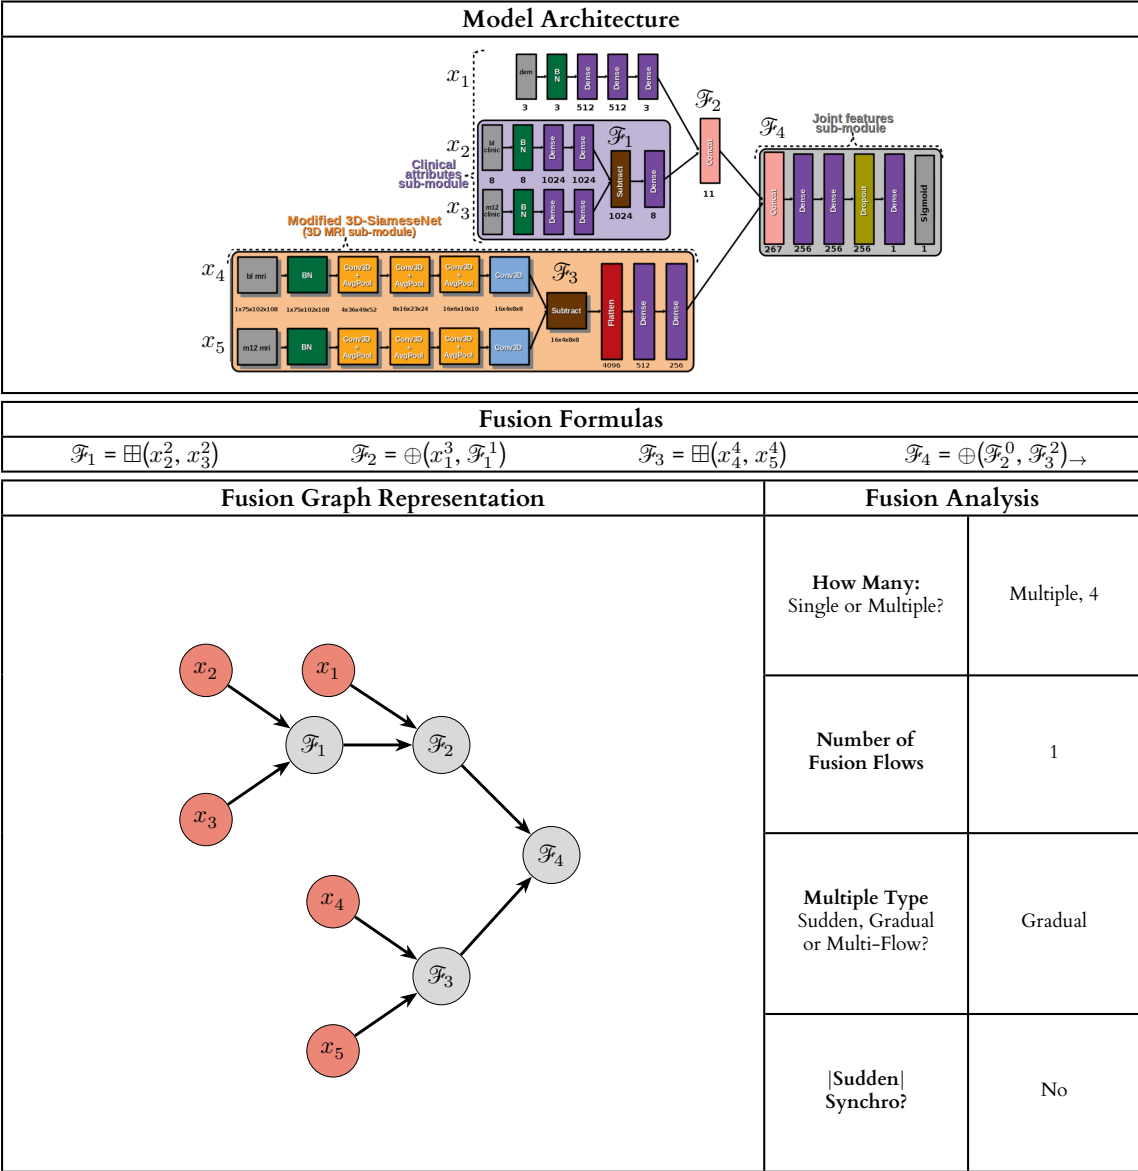 Model Architecture
x₁
dem
BN
Dense
Dense
Dense
3
3
512
512
3
ℱ₂
Concat
11
x₂
bl clinic
BN
Dense
Dense
8
8
1024
1024
ℱ₁
Subtract
1024
Dense
8
Clinical
attributes
sub-module
x₃
m12 clinic
BN
Dense
Dense
ℱ₄
Joint features
sub-module
Concat
Dense
Dense
Dropout
Dense
Sigmoid
267
256
256
256
1
1
Modified 3D-SiameseNet
(3D MRI sub-module)
x₄
bl mri
BN
Conv3D + AvgPool
Conv3D + AvgPool
Conv3D + AvgPool
Conv3D
1x75x102x108
1x75x102x108
4x36x49x52
8x16x23x24
16x6x10x10
16x4x8x8
ℱ₃
Subtract
16x4x8x8
Flatten
Dense
Dense
4096
512
256
x₅
m12 mri
BN
Conv3D + AvgPool
Conv3D + AvgPool
Conv3D + AvgPool
Conv3D
Fusion Formulas
ℱ₁ = ⊞(x₂², x₃²)
ℱ₂ = ⊕(x₁³, ℱ₁¹)
ℱ₃ = ⊞(x₄⁴, x₅⁴)
ℱ₄ = ⊕(ℱ₂⁰, ℱ₃²)→
Fusion Graph Representation
x₂
x₁
ℱ₁
ℱ₂
x₃
ℱ₄
x₄
ℱ₃
x₅
Fusion Analysis
How Many:
Single or Multiple?
Multiple, 4
Number of
Fusion Flows
1
Multiple Type
Sudden, Gradual
or Multi-Flow?
Gradual
|Sudden|
Synchro?
No